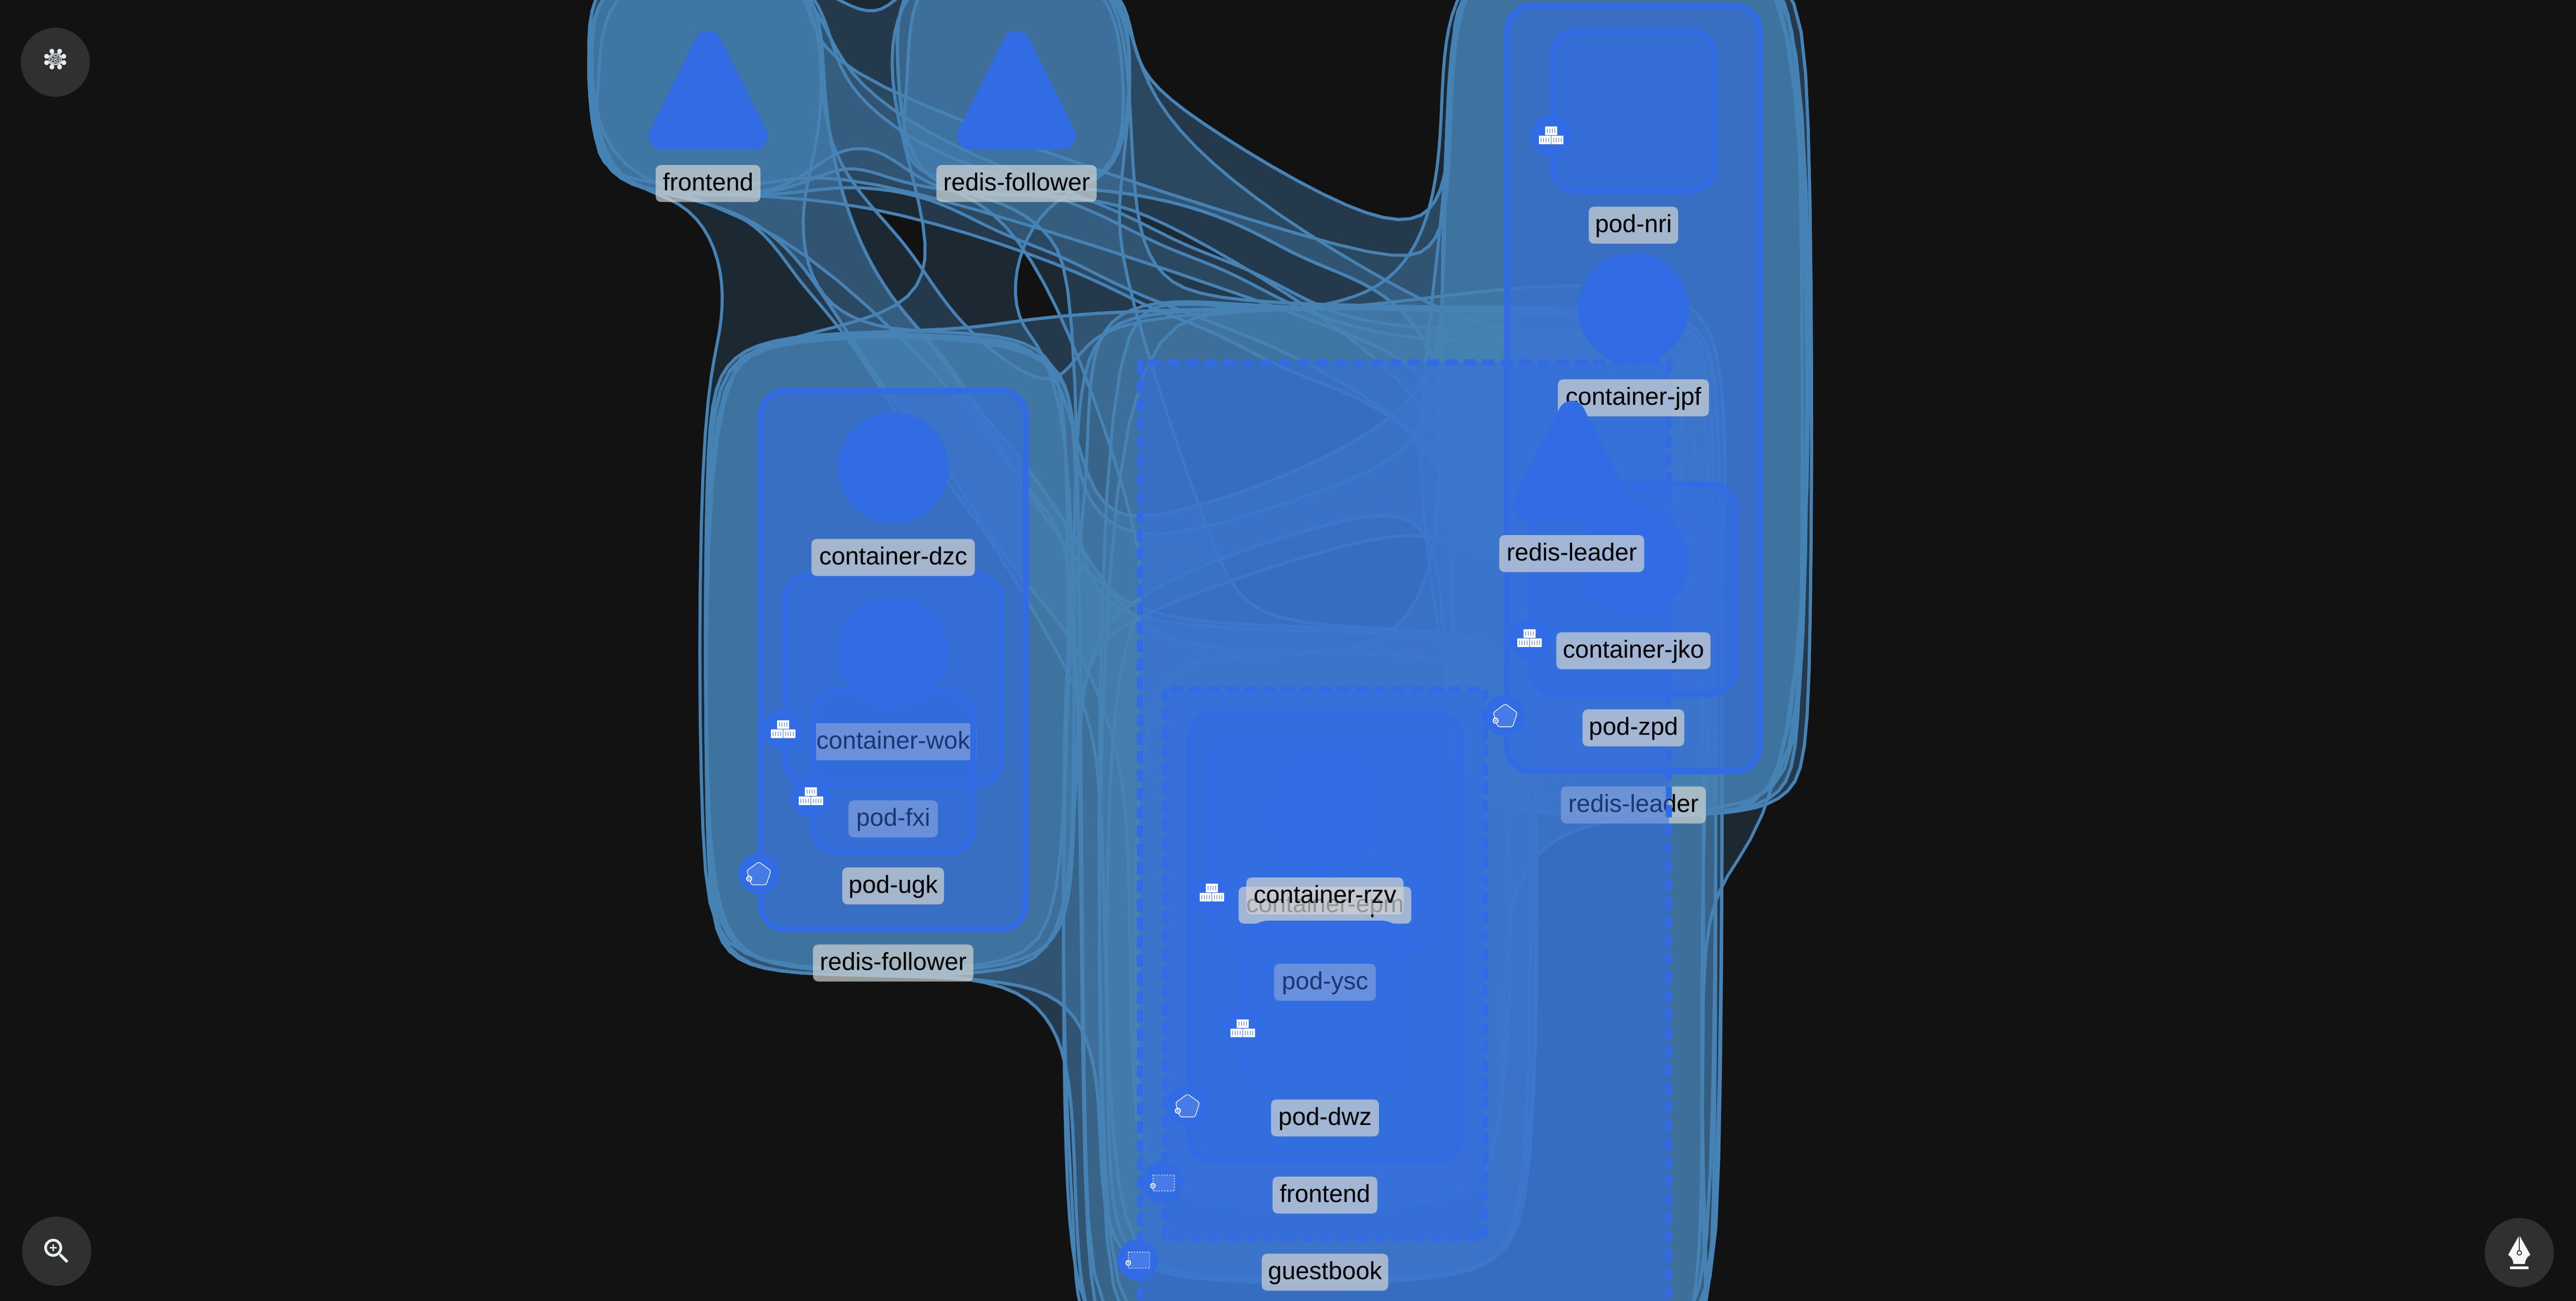 frontend
redis-follower
pod-nri
container-jpf
redis-leader
container-jko
pod-zpd
redis-leader
container-dzc
container-wok
pod-fxi
pod-ugk
redis-follower
container-rzv
container-epm
pod-ysc
pod-dwz
frontend
guestbook